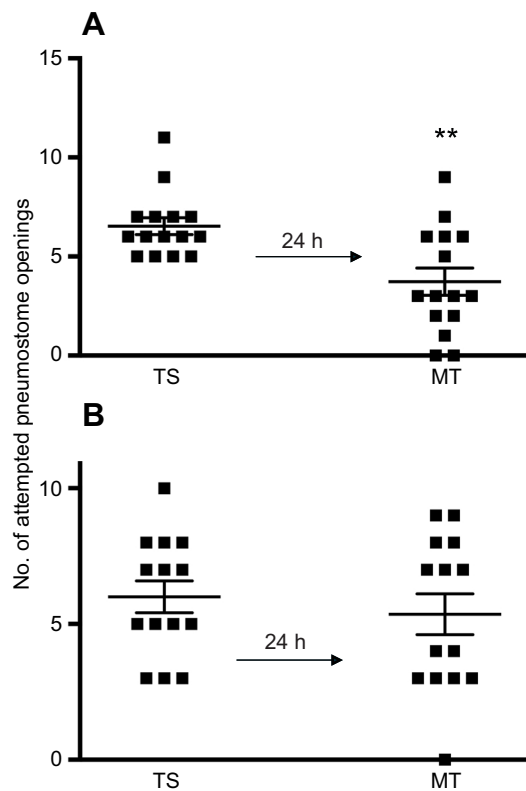 A
No. of attempted pneumostome openings
15
**
10
24 h
5
0
TS MT
B
10
5
24 h
0
TS MT